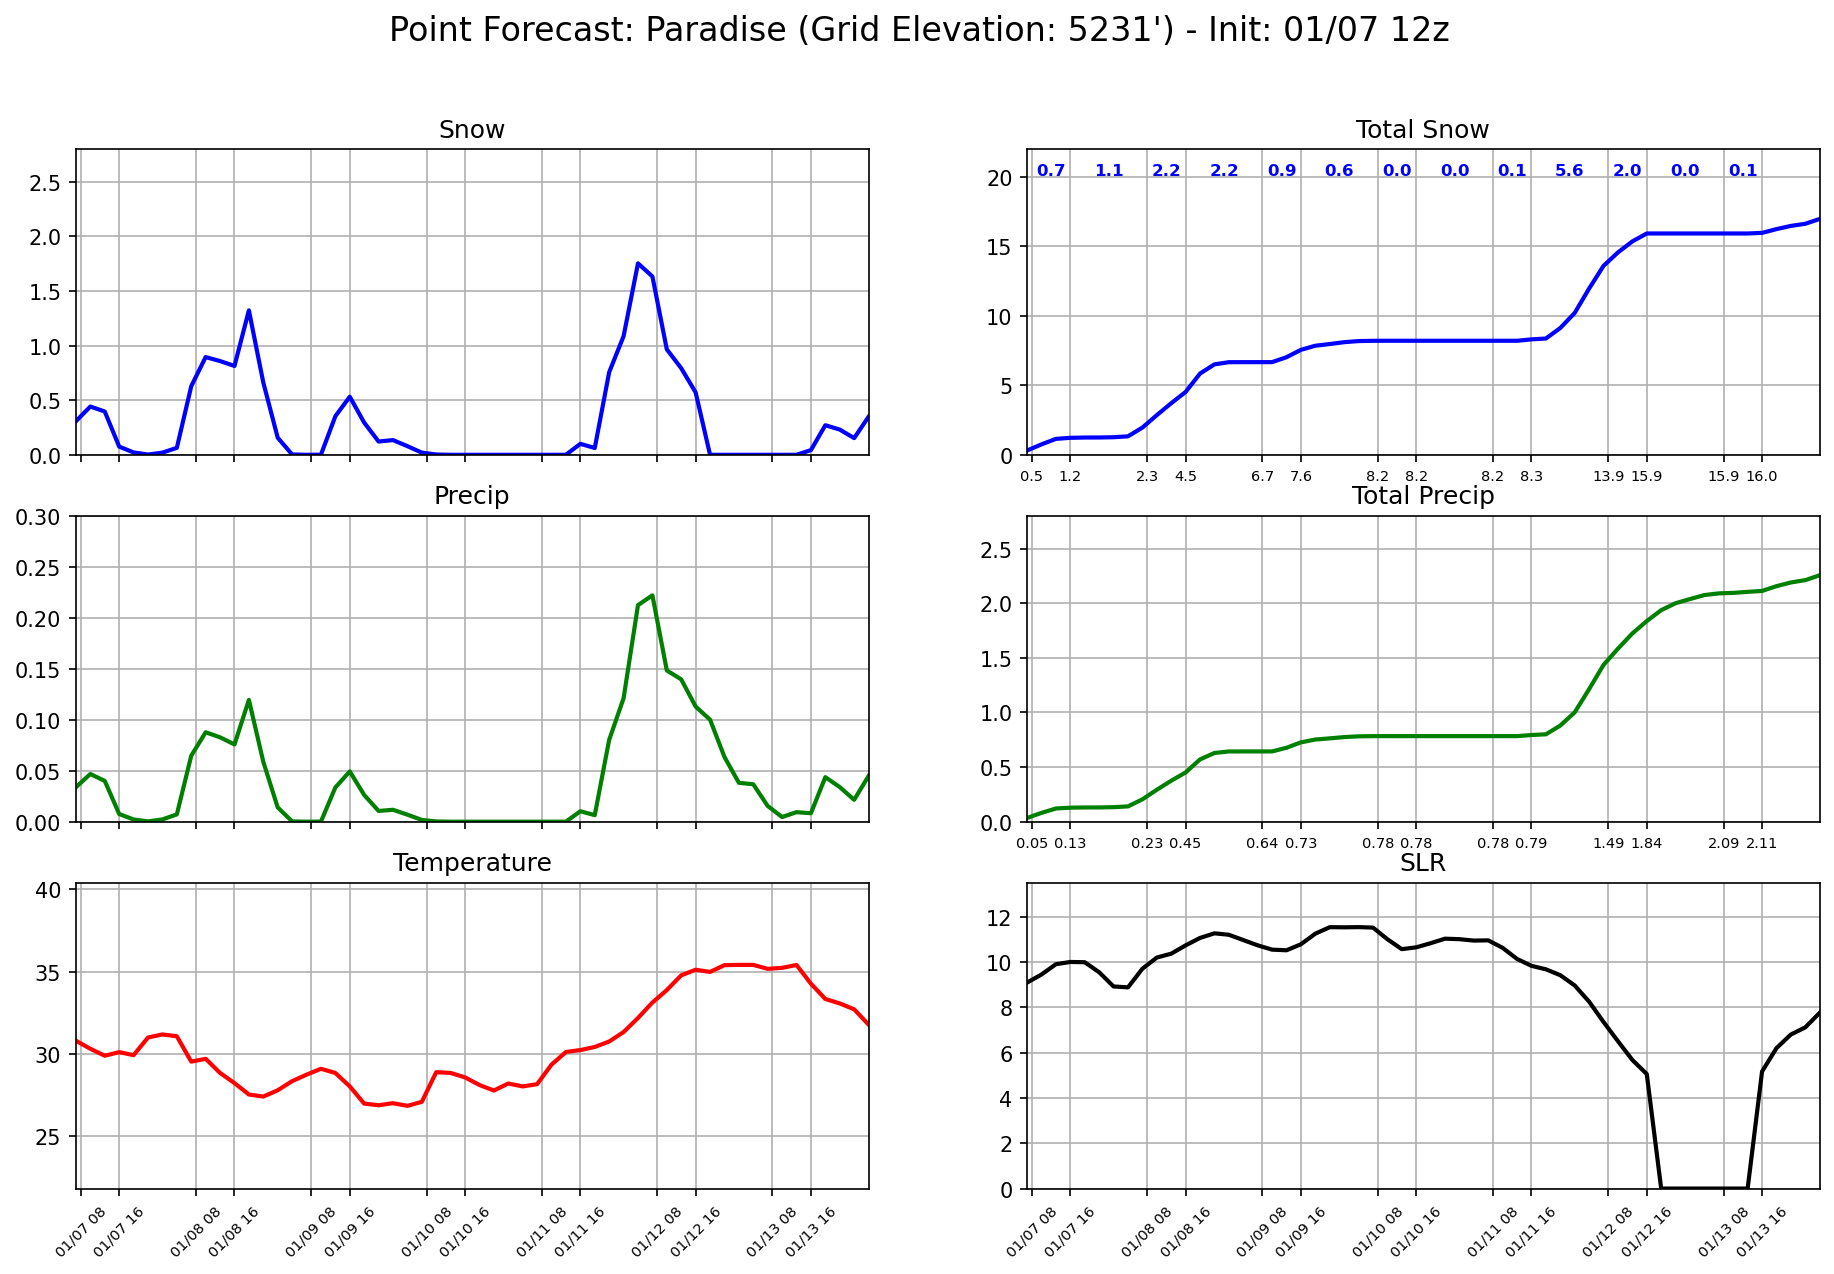 Point Forecast: Paradise (Grid Elevation: 5231') - Init: 01/07 12z
Snow
2.5
2.0
1.5
1.0
0.5
0.0
Total Snow
0.7 1.1 2.2 2.2 0.9 0.6 0.0 0.0 0.1 5.6 2.0 0.0 0.1
20
15
10
5
0
0.5 1.2 2.3 4.5 6.7 7.6 8.2 8.2 8.2 8.3 13.9 15.9 15.9 16.0
Precip
0.30
0.25
0.20
0.15
0.10
0.05
0.00
Total Precip
2.5
2.0
1.5
1.0
0.5
0.0
0.05 0.13 0.23 0.45 0.64 0.73 0.78 0.78 0.78 0.79 1.49 1.84 2.09 2.11
Temperature
40
35
30
25
01/07 08 01/07 16 01/08 08 01/08 16 01/09 08 01/09 16 01/10 08 01/10 16 01/11 08 01/11 16 01/12 08 01/12 16 01/13 08 01/13 16
SLR
12
10
8
6
4
2
0
01/07 08 01/07 16 01/08 08 01/08 16 01/09 08 01/09 16 01/10 08 01/10 16 01/11 08 01/11 16 01/12 08 01/12 16 01/13 08 01/13 16